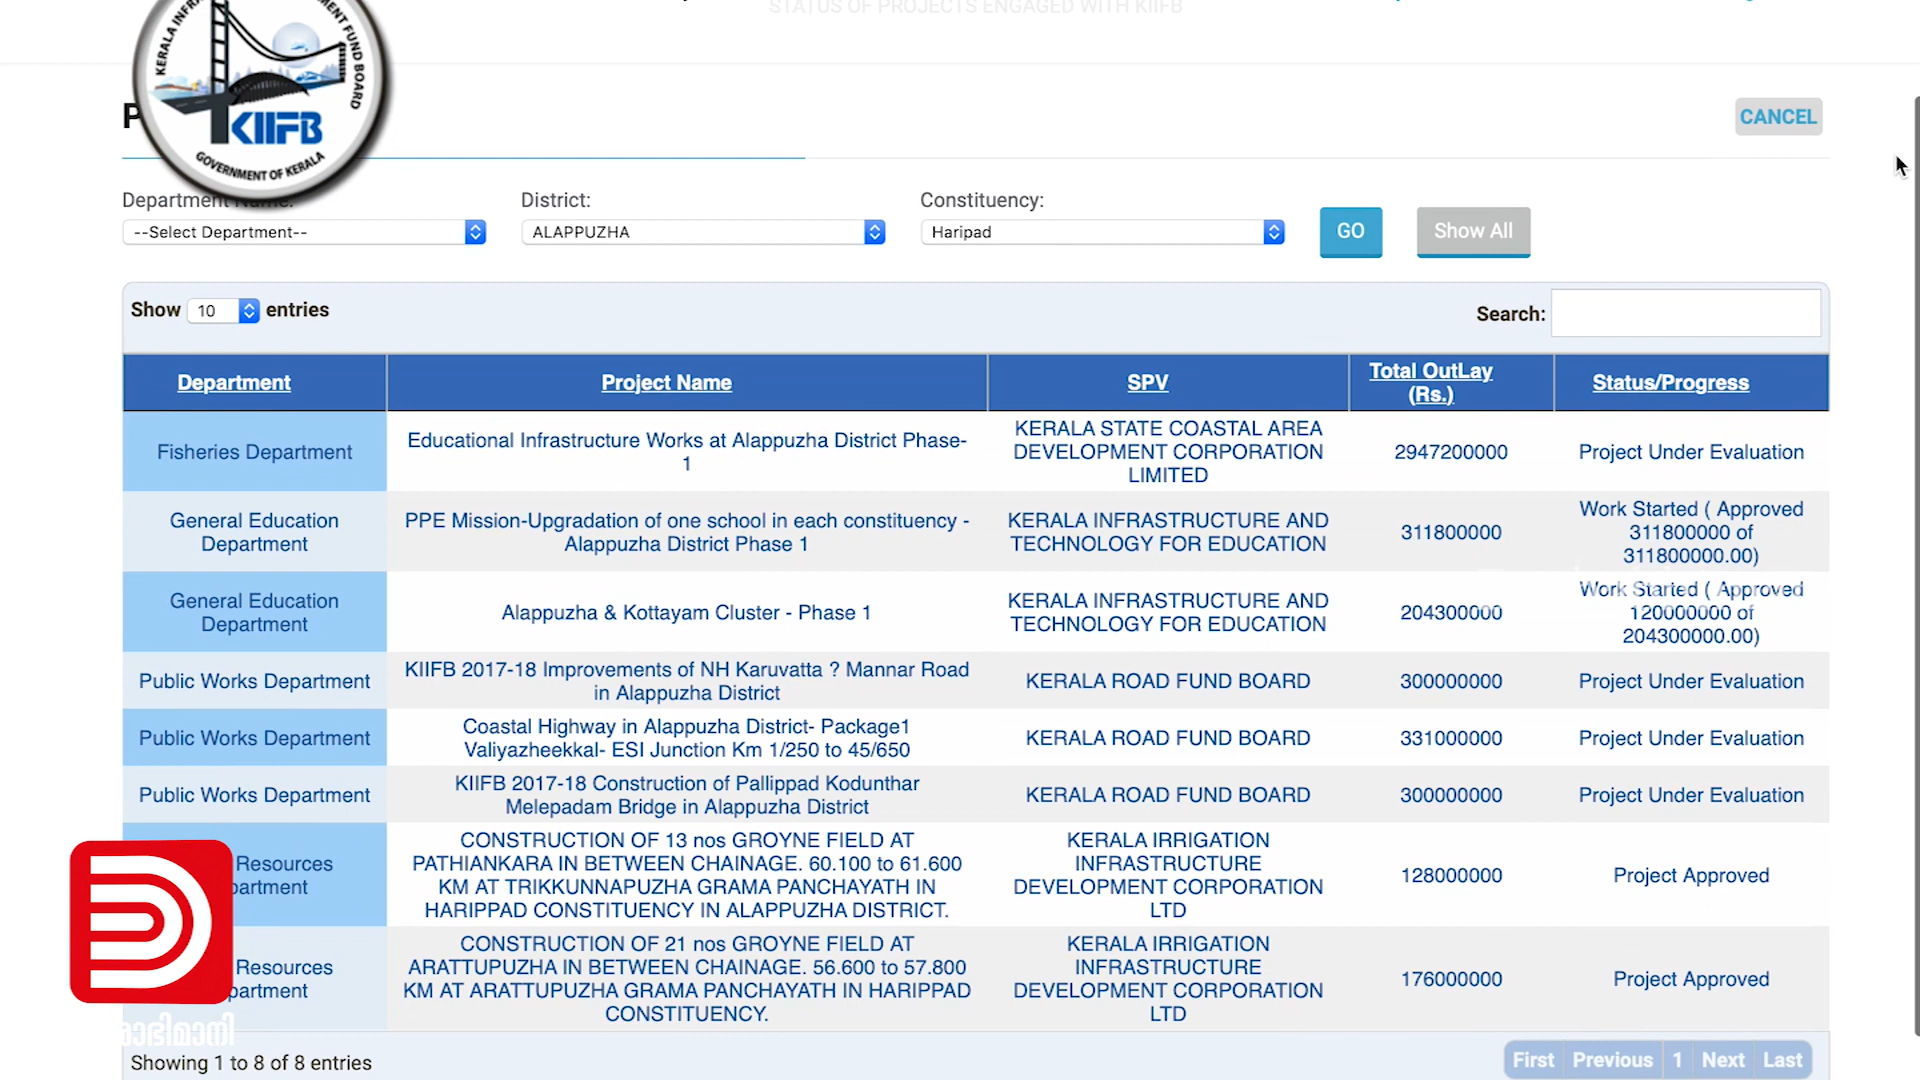 STATUS OF PROJECTS ENGAGED WITH KIIFB
KIIFB
GOVERNMENT OF KERALA
CANCEL
Department Name:
District:
Constituency:
--Select Department--
ALAPPUZHA
Haripad
GO
Show All
Show 10 entries
Search:
Department
Project Name
SPV
Total OutLay
(Rs.)
Status/Progress
Fisheries Department
Educational Infrastructure Works at Alappuzha District Phase-
1
KERALA STATE COASTAL AREA
DEVELOPMENT CORPORATION
LIMITED
2947200000
Project Under Evaluation
General Education
Department
PPE Mission-Upgradation of one school in each constituency -
Alappuzha District Phase 1
KERALA INFRASTRUCTURE AND
TECHNOLOGY FOR EDUCATION
311800000
Work Started ( Approved
311800000 of
311800000.00)
General Education
Department
Alappuzha & Kottayam Cluster - Phase 1
KERALA INFRASTRUCTURE AND
TECHNOLOGY FOR EDUCATION
204300000
Work Started ( Approved
120000000 of
204300000.00)
Public Works Department
KIIFB 2017-18 Improvements of NH Karuvatta ? Mannar Road
in Alappuzha District
KERALA ROAD FUND BOARD
300000000
Project Under Evaluation
Public Works Department
Coastal Highway in Alappuzha District- Package1
Valiyazheekkal- ESI Junction Km 1/250 to 45/650
KERALA ROAD FUND BOARD
331000000
Project Under Evaluation
Public Works Department
KIIFB 2017-18 Construction of Pallippad Kodunthar
Melepadam Bridge in Alappuzha District
KERALA ROAD FUND BOARD
300000000
Project Under Evaluation
Resources
partment
CONSTRUCTION OF 13 nos GROYNE FIELD AT
PATHIANKARA IN BETWEEN CHAINAGE. 60.100 to 61.600
KM AT TRIKKUNNAPUZHA GRAMA PANCHAYATH IN
HARIPPAD CONSTITUENCY IN ALAPPUZHA DISTRICT.
KERALA IRRIGATION
INFRASTRUCTURE
DEVELOPMENT CORPORATION
LTD
128000000
Project Approved
Resources
partment
CONSTRUCTION OF 21 nos GROYNE FIELD AT
ARATTUPUZHA IN BETWEEN CHAINAGE. 56.600 to 57.800
KM AT ARATTUPUZHA GRAMA PANCHAYATH IN HARIPPAD
CONSTITUENCY.
KERALA IRRIGATION
INFRASTRUCTURE
DEVELOPMENT CORPORATION
LTD
176000000
Project Approved
Showing 1 to 8 of 8 entries
First Previous 1 Next Last